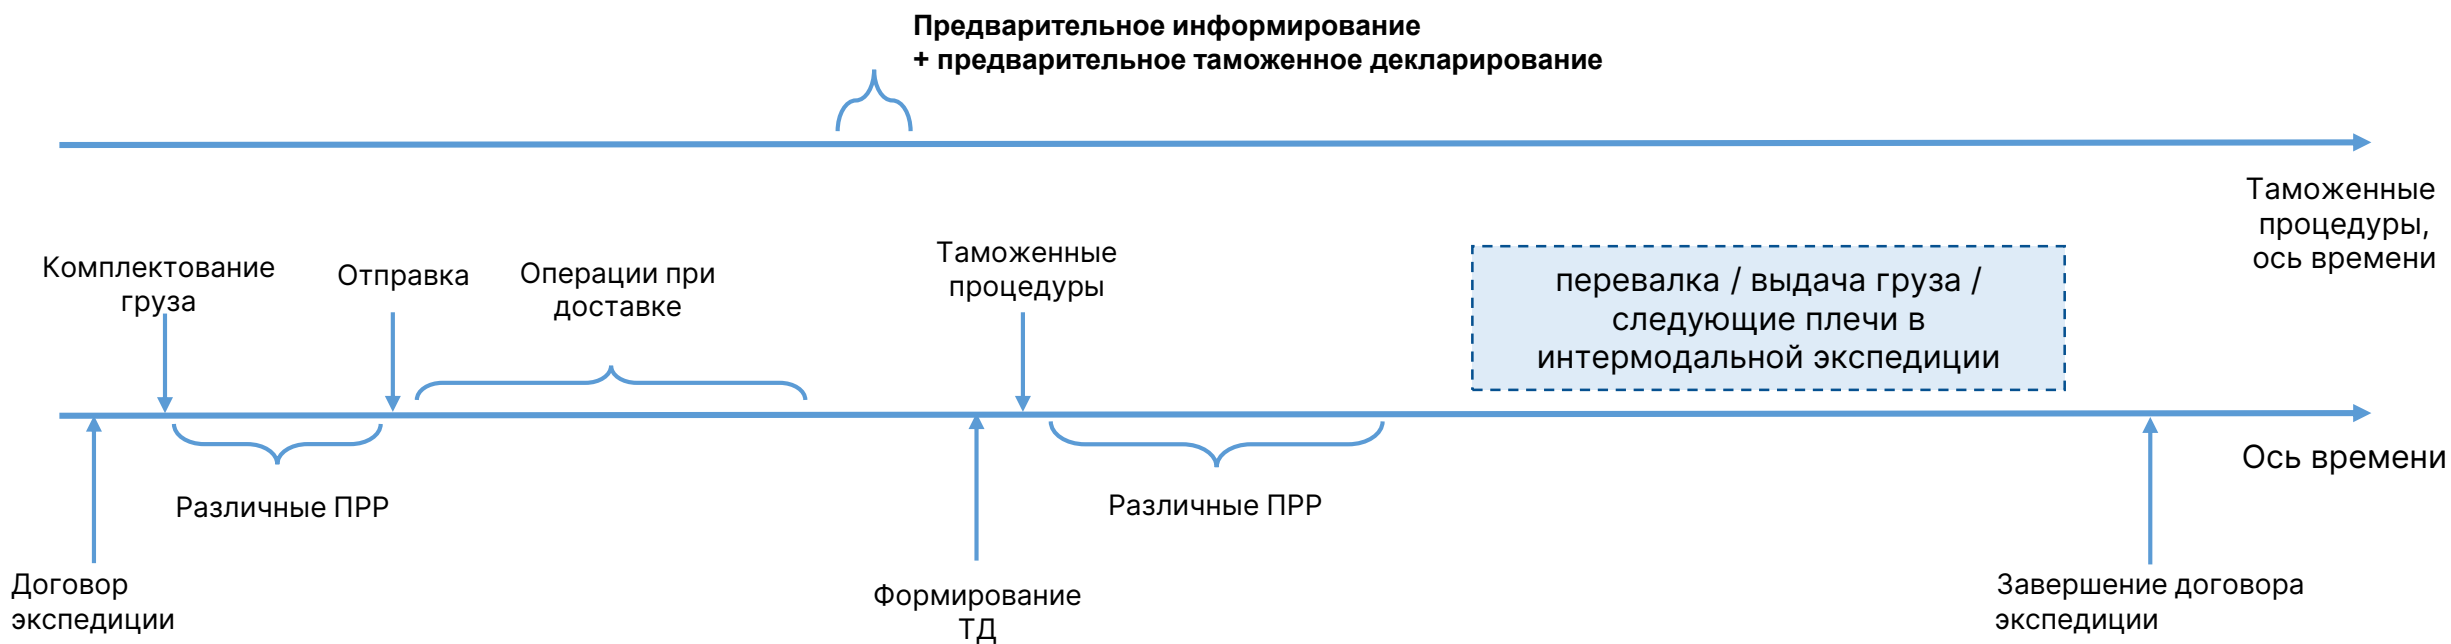 Предварительное информирование
+ предварительное таможенное декларирование
Таможенные
процедуры,
ось времени
Комплектование
груза
Отправка
Операции при
доставке
Таможенные
процедуры
перевалка / выдача груза /
следующие плечи в
интермодальной экспедиции
Ось времени
Различные ПРР
Различные ПРР
Договор
экспедиции
Формирование
ТД
Завершение договора
экспедиции